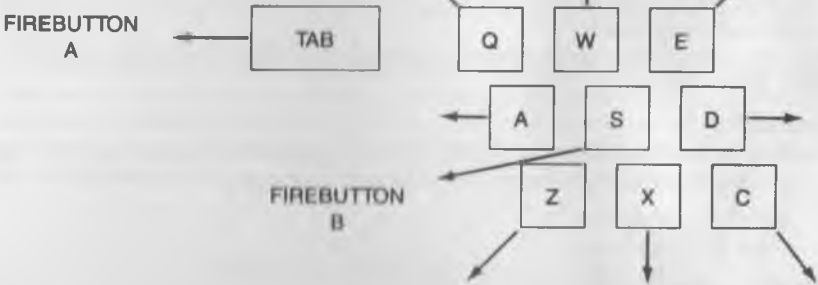 FIREBUTTON
A
TAB
Q W E
A S D
FIREBUTTON
B
Z X C